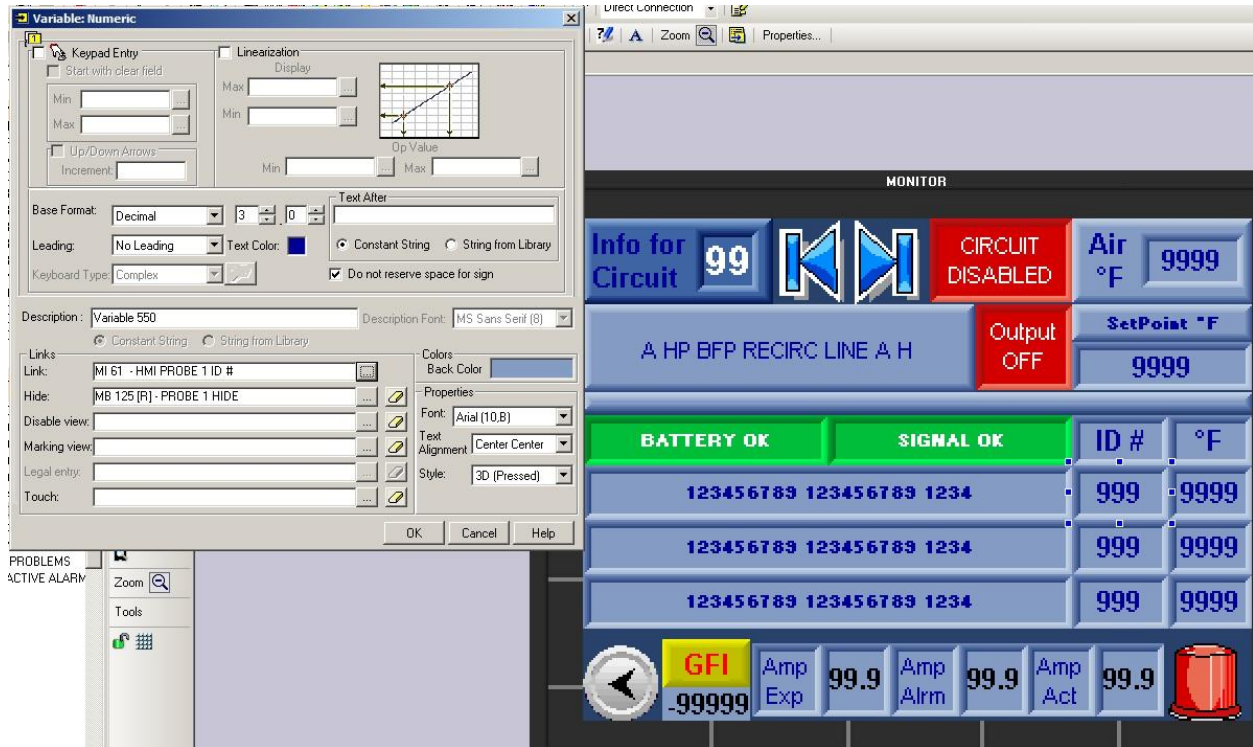 Direct Connection
Variable: Numeric
A Zoom Properties...
1
Keypad Entry
Start with clear field
Min ...
Max ...
Up/Down Arrows
Increment:
Linearization
Display
Max ...
Min ...
Op Value
Min ... Max ...
Base Format: Decimal 3 . 0
Leading: No Leading Text Color:
Keyboard Type: Complex
Text After
Constant String String from Library
Do not reserve space for sign
Description : Variable 550 Description Font: MS Sans Serif (8)
Constant String String from Library
Links
Link: MI 61 - HMI PROBE 1 ID # ...
Hide: MB 125 [R] - PROBE 1 HIDE ...
Disable view: ...
Marking view: ...
Legal entry: ...
Touch: ...
Colors
Back Color
Properties
Font: Arial (10,B)
Text Alignment Center Center
Style: 3D (Pressed)
OK Cancel Help
PROBLEMS
ACTIVE ALARM
Zoom
Tools
MONITOR
Info for Circuit 99
CIRCUIT DISABLED
Air °F 9999
A HP BFP RECIRC LINE A H
Output OFF
SetPoint °F
9999
BATTERY OK SIGNAL OK ID # °F
123456789 123456789 1234 999 9999
123456789 123456789 1234 999 9999
123456789 123456789 1234 999 9999
GFI
-99999
Amp Exp 99.9
Amp Alrm 99.9
Amp Act 99.9